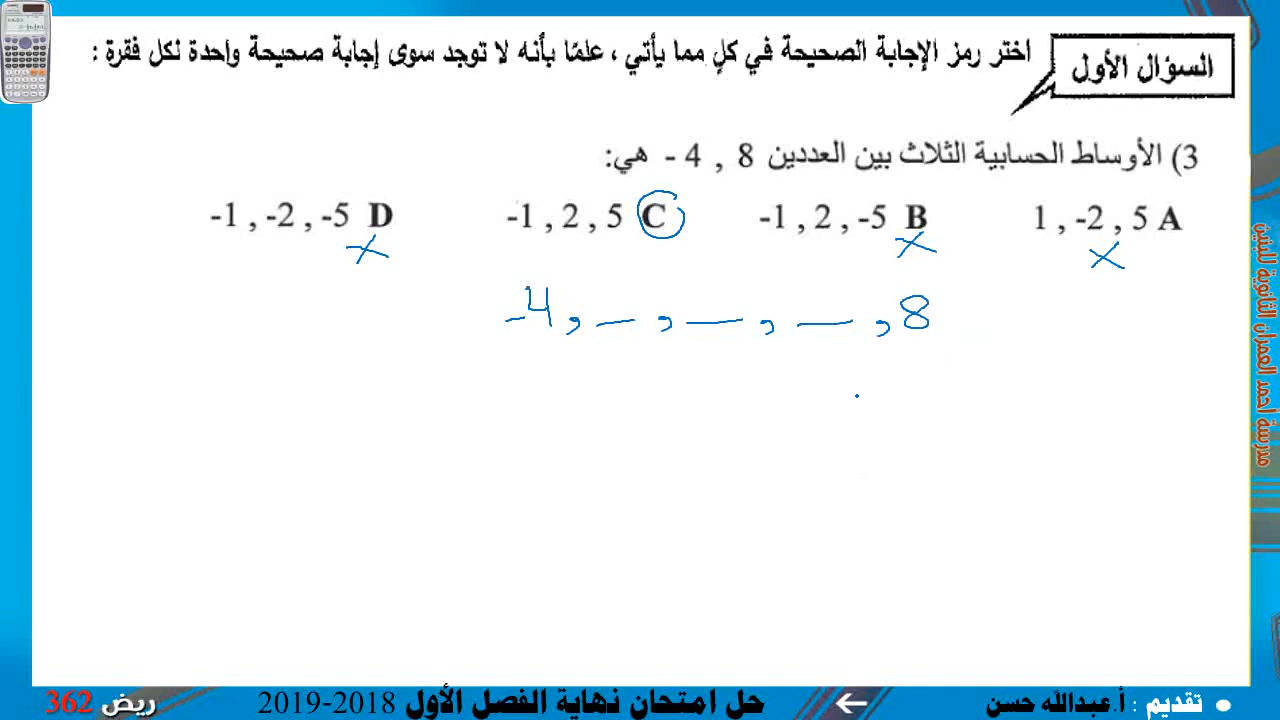 السؤال الأول
اختر رمز الإجابة الصحيحة في كلٍ مما يأتي ، علمًا بأنه لا توجد سوى إجابة صحيحة واحدة لكل فقرة :
3) الأوساط الحسابية الثلاث بين العددين 8 , 4 - هي:
1 , -2 , 5 A
-1 , 2 , -5 B
-1 , 2 , 5 C
-1 , -2 , -5 D
-4 , _ , _ , _ , 8
مدرسة أحمد العمران الثانوية للبنين
• تقديم : أ.عبدالله حسن
حل امتحان نهاية الفصل الأول 2018-2019
ريض 362